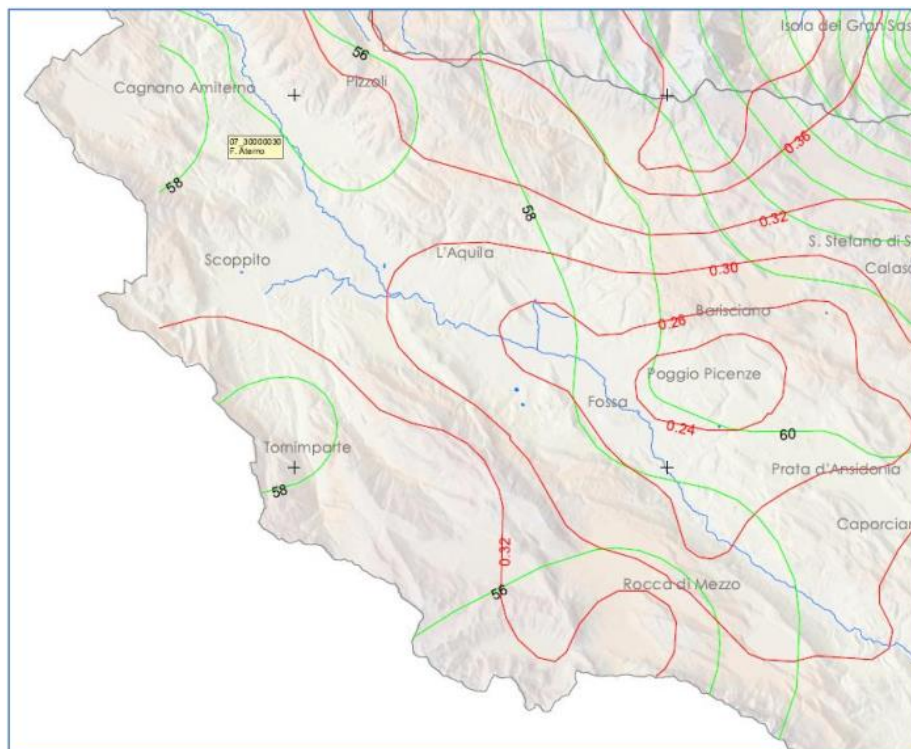 Isola del Gran Sas
56
Pizzoli
Cagnano Amiterno
07_30000030
F. Aterno
0.36
58
58
0.32
S. Stefano di S
L'Aquila
Scoppito
0.30
Calasc
Barisciano
0.26
Poggio Picenze
Fossa
0.24
60
Tornimparte
Prata d'Ansidonia
58
Caporcian
0.32
Rocca di Mezzo
56